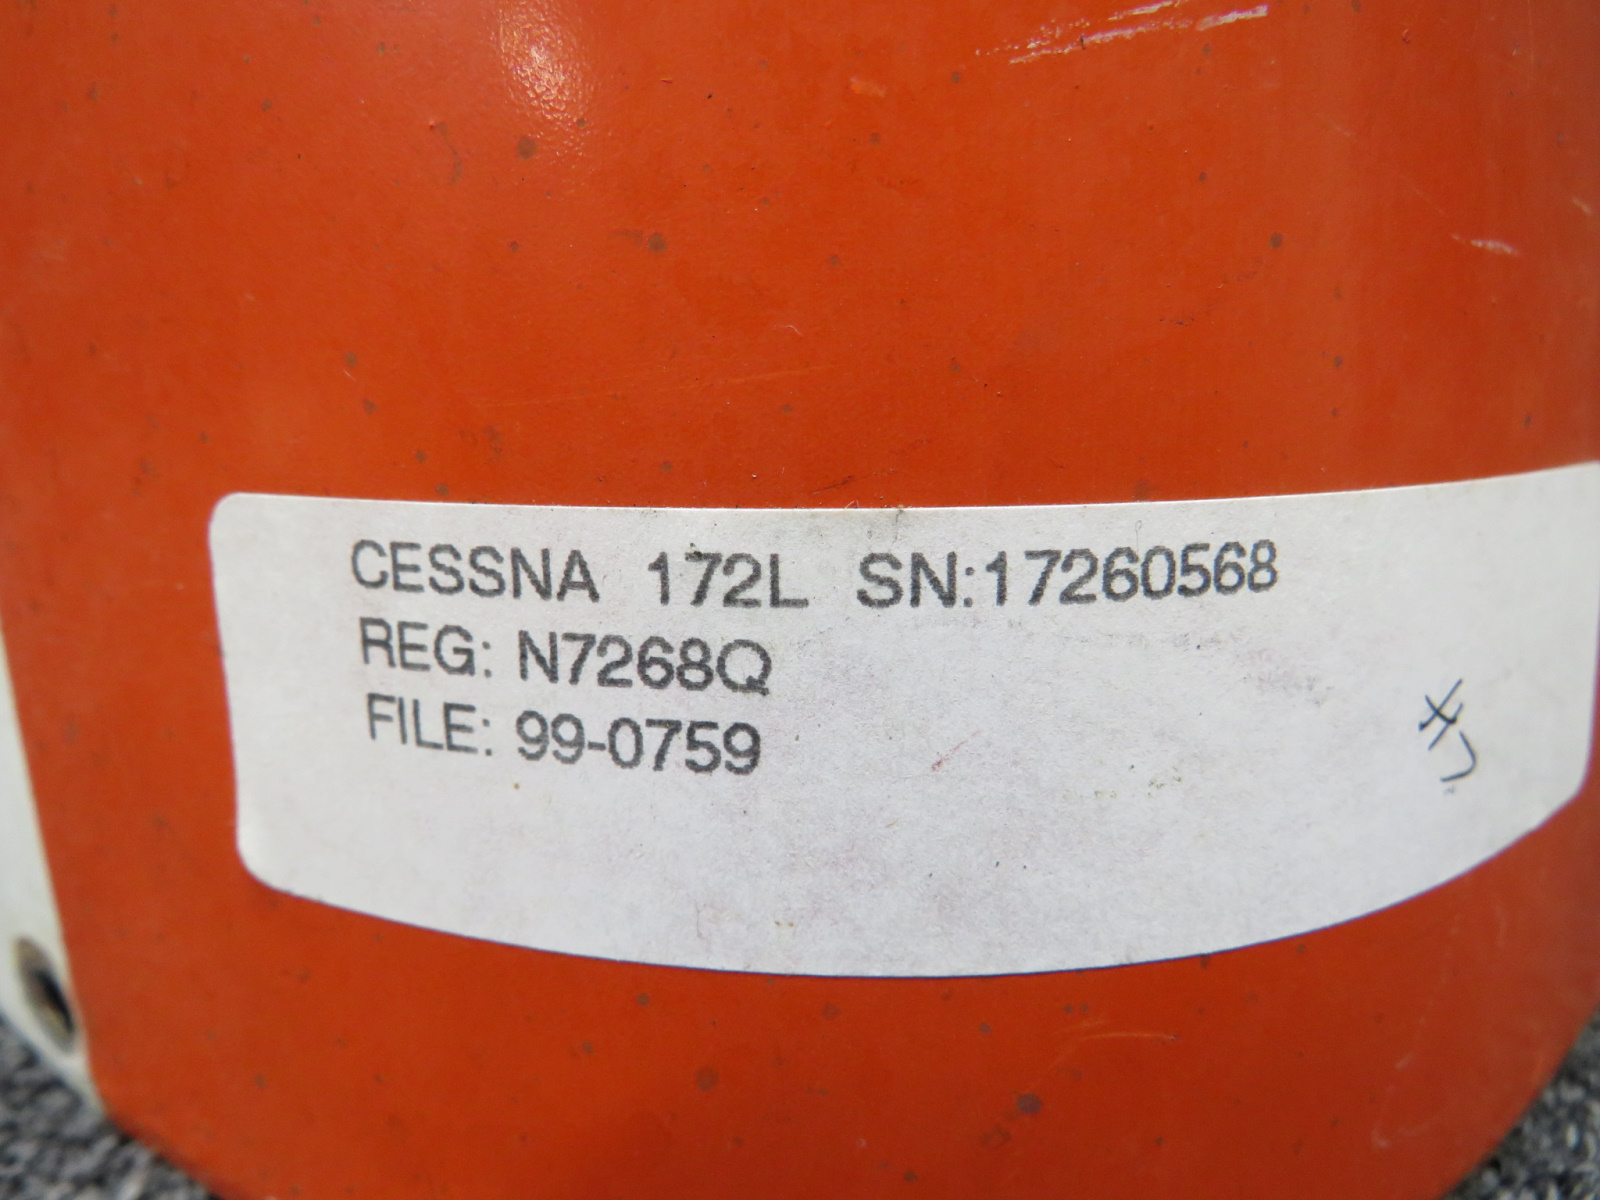 CESSNA 172L SN:17260568
REG: N7268Q
FILE: 99-0759